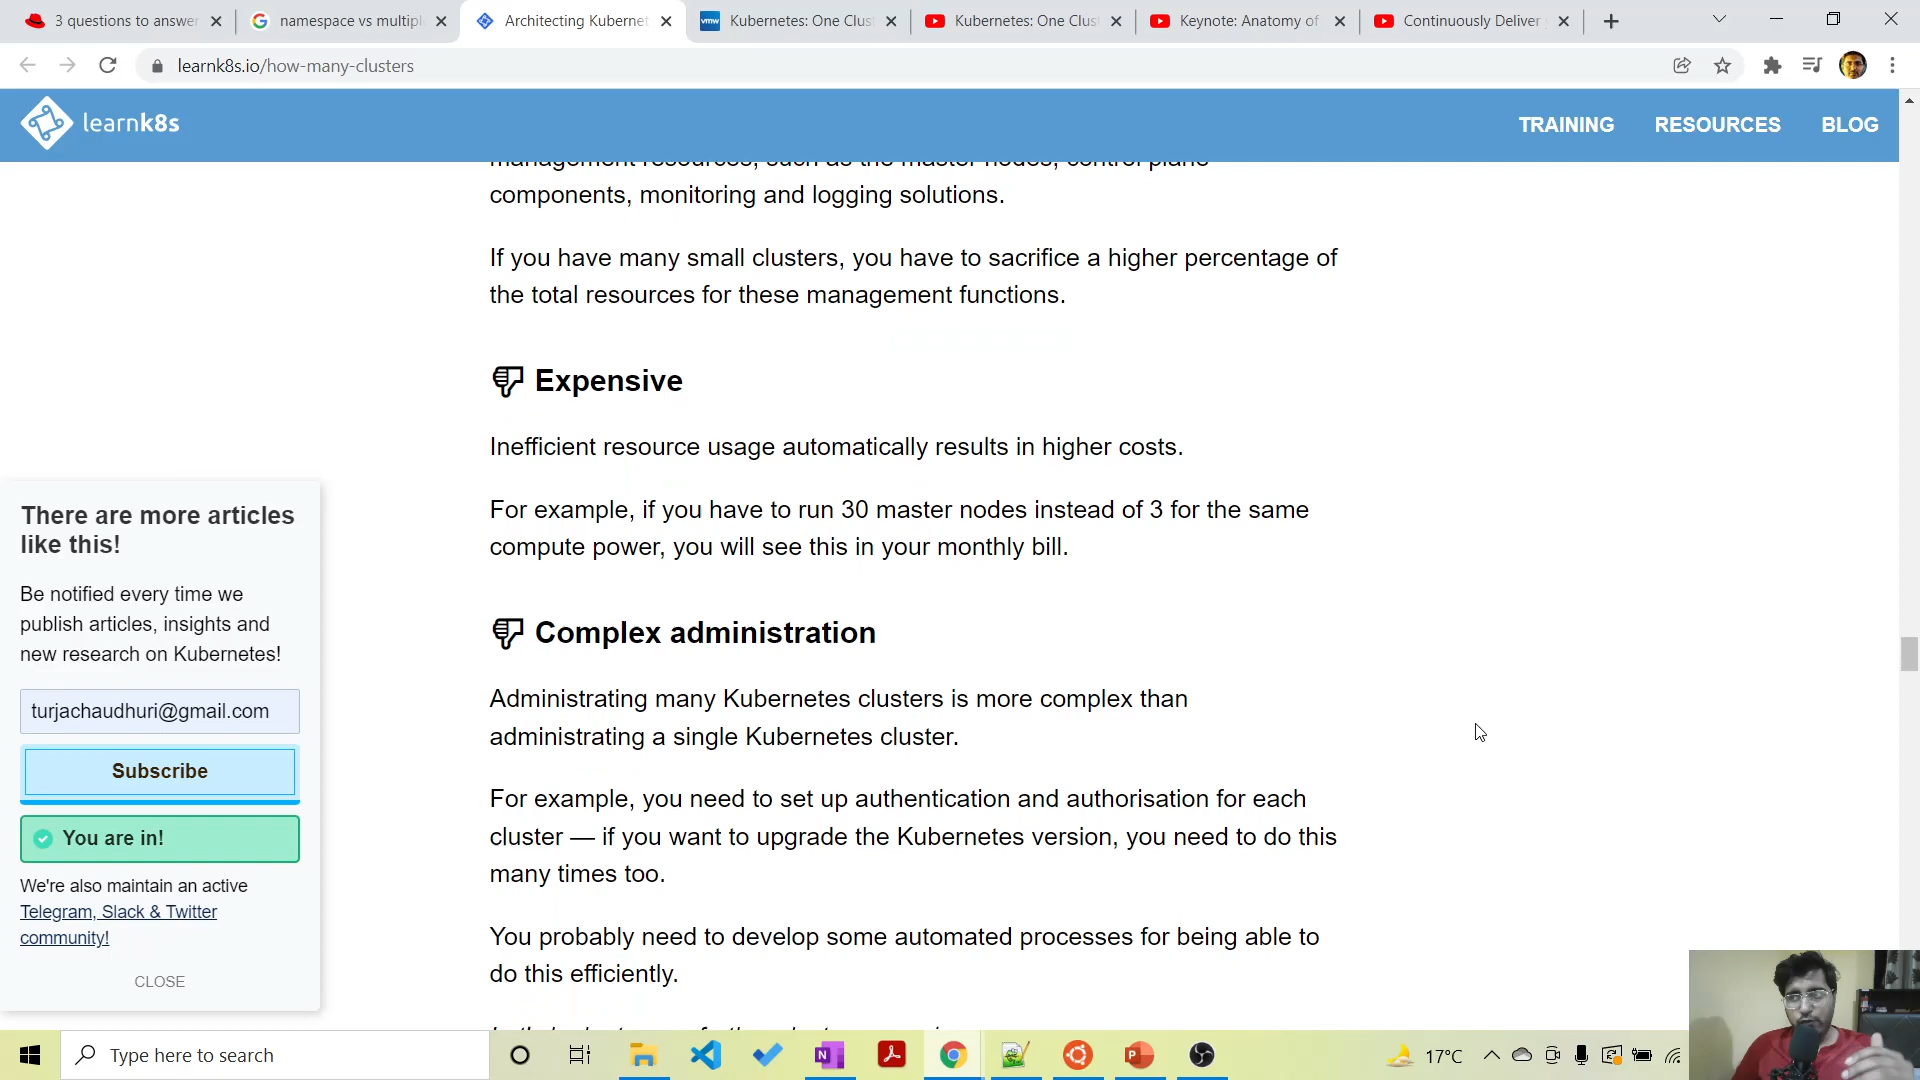 3 questions to answer
namespace vs multipl
Architecting Kubernet
Kubernetes: One Clus
Kubernetes: One Clus
Keynote: Anatomy of
Continuously Deliver
learnk8s.io/how-many-clusters
learnk8s
TRAINING
RESOURCES
BLOG
management resources, such as the master nodes, control plane
components, monitoring and logging solutions.
If you have many small clusters, you have to sacrifice a higher percentage of
the total resources for these management functions.
Expensive
Inefficient resource usage automatically results in higher costs.
For example, if you have to run 30 master nodes instead of 3 for the same
compute power, you will see this in your monthly bill.
Complex administration
Administrating many Kubernetes clusters is more complex than
administrating a single Kubernetes cluster.
For example, you need to set up authentication and authorisation for each
cluster — if you want to upgrade the Kubernetes version, you need to do this
many times too.
You probably need to develop some automated processes for being able to
do this efficiently.
There are more articles
like this!
Be notified every time we
publish articles, insights and
new research on Kubernetes!
turjachaudhuri@gmail.com
Subscribe
You are in!
We're also maintain an active
Telegram, Slack & Twitter
community!
CLOSE
Type here to search
17°C